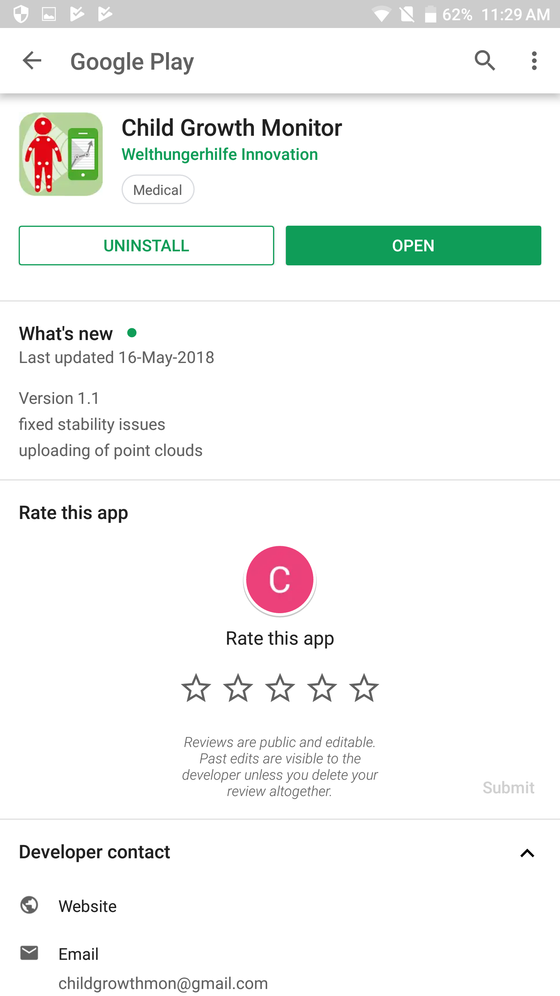 62% 11:29 AM
Google Play
Child Growth Monitor
Welthungerhilfe Innovation
Medical
UNINSTALL
OPEN
What's new
Last updated 16-May-2018
Version 1.1
fixed stability issues
uploading of point clouds
Rate this app
C
Rate this app
Reviews are public and editable.
Past edits are visible to the
developer unless you delete your
review altogether.
Submit
Developer contact
Website
Email
childgrowthmon@gmail.com